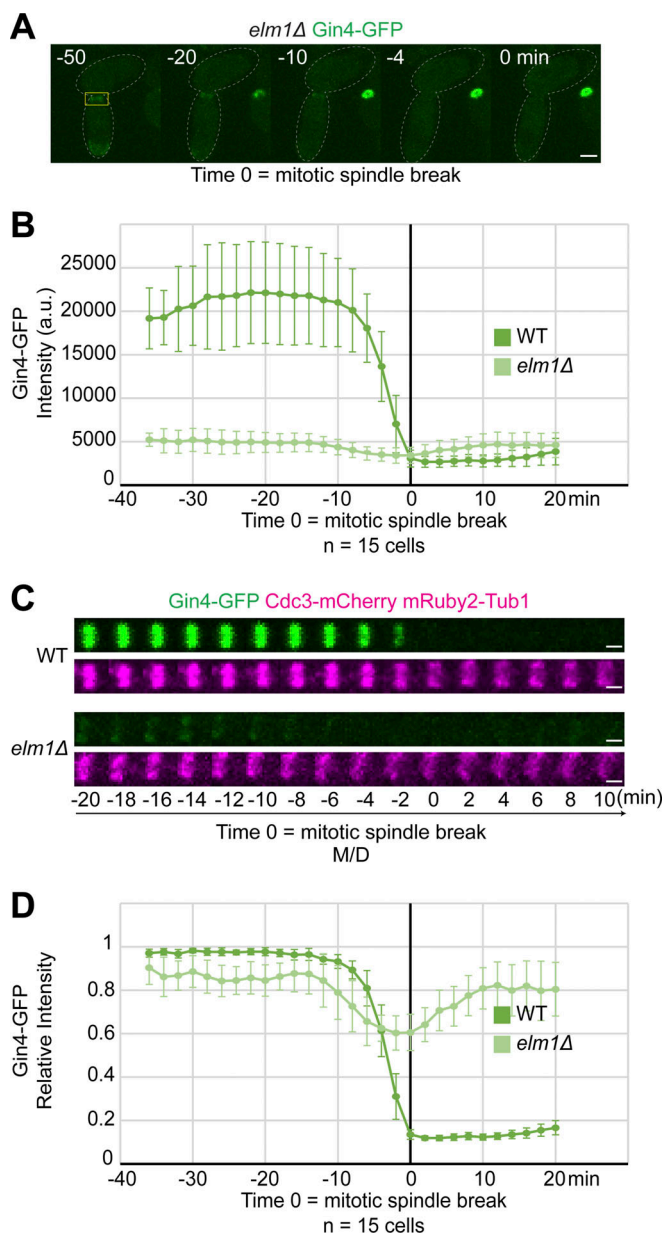 A
elm1Δ Gin4-GFP
-50 -20 -10 -4 0 min
Time 0 = mitotic spindle break
B
Gin4-GFP
Intensity (a.u.)
25000
20000
15000
10000
5000
0
WT
elm1Δ
-40 -30 -20 -10 0 10 20 min
Time 0 = mitotic spindle break
n = 15 cells
C
Gin4-GFP Cdc3-mCherry mRuby2-Tub1
WT
elm1Δ
-20 -18 -16 -14 -12 -10 -8 -6 -4 -2 0 2 4 6 8 10 (min)
Time 0 = mitotic spindle break
M/D
D
Gin4-GFP
Relative Intensity
1
0.8
0.6
0.4
0.2
0
WT
elm1Δ
-40 -30 -20 -10 0 10 20 min
Time 0 = mitotic spindle break
n = 15 cells